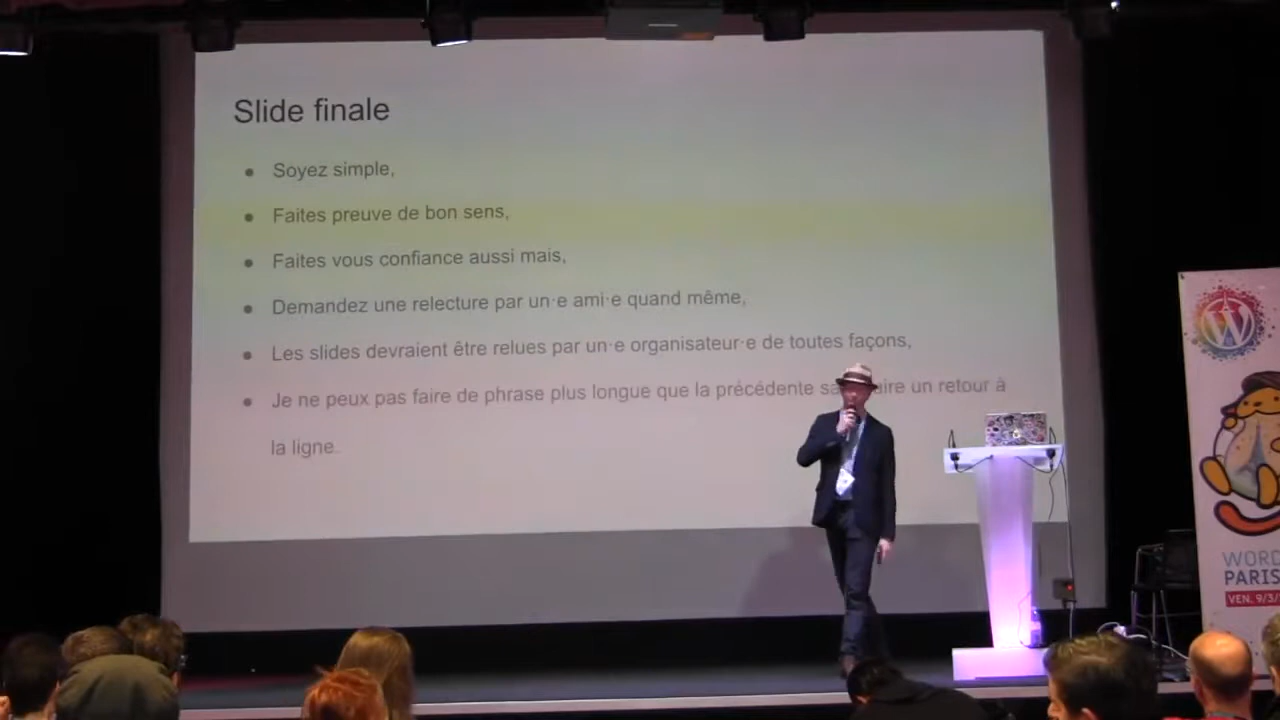 Slide finale
● Soyez simple,
● Faites preuve de bon sens,
● Faites vous confiance aussi mais,
● Demandez une relecture par un·e ami·e quand même,
● Les slides devraient être relues par un·e organisateur·e de toutes façons,
● Je ne peux pas faire de phrase plus longue que la précédente un retour à
la ligne.
WORD
PARIS
VEN. 9/3/